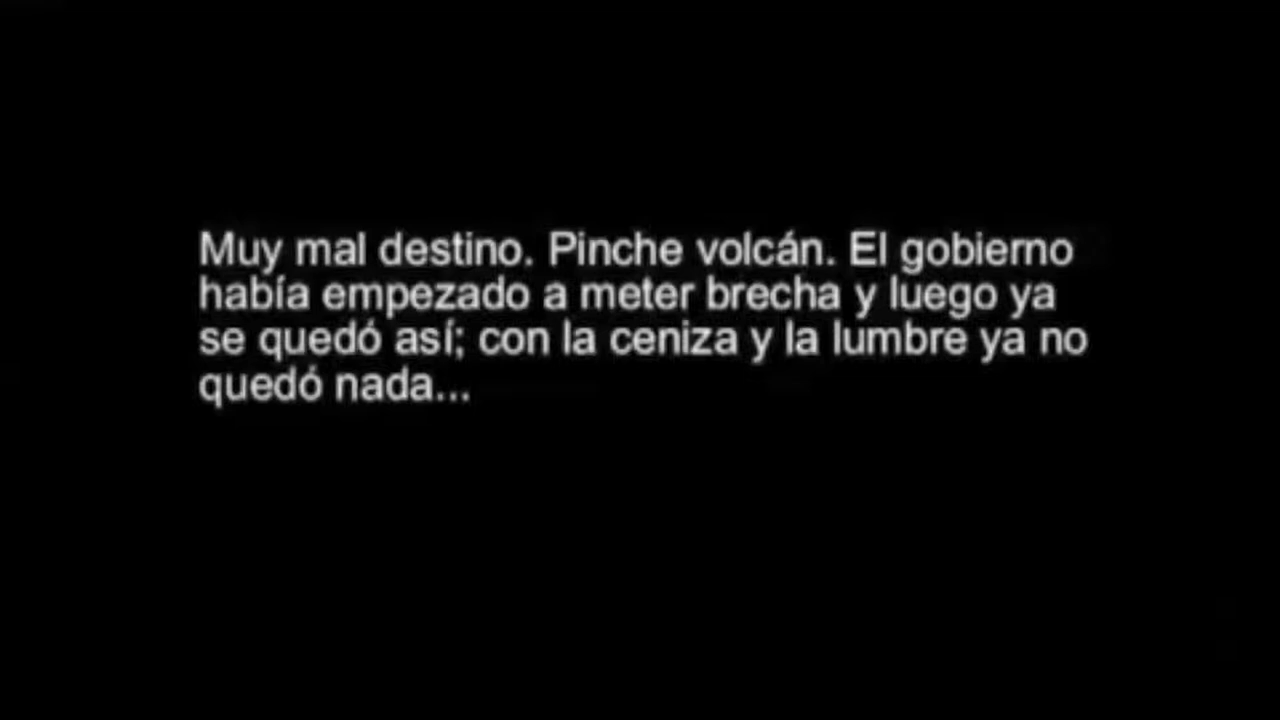 Muy mal destino. Pinche volcán. El gobierno
había empezado a meter brecha y luego ya
se quedó así; con la ceniza y la lumbre ya no
quedó nada...